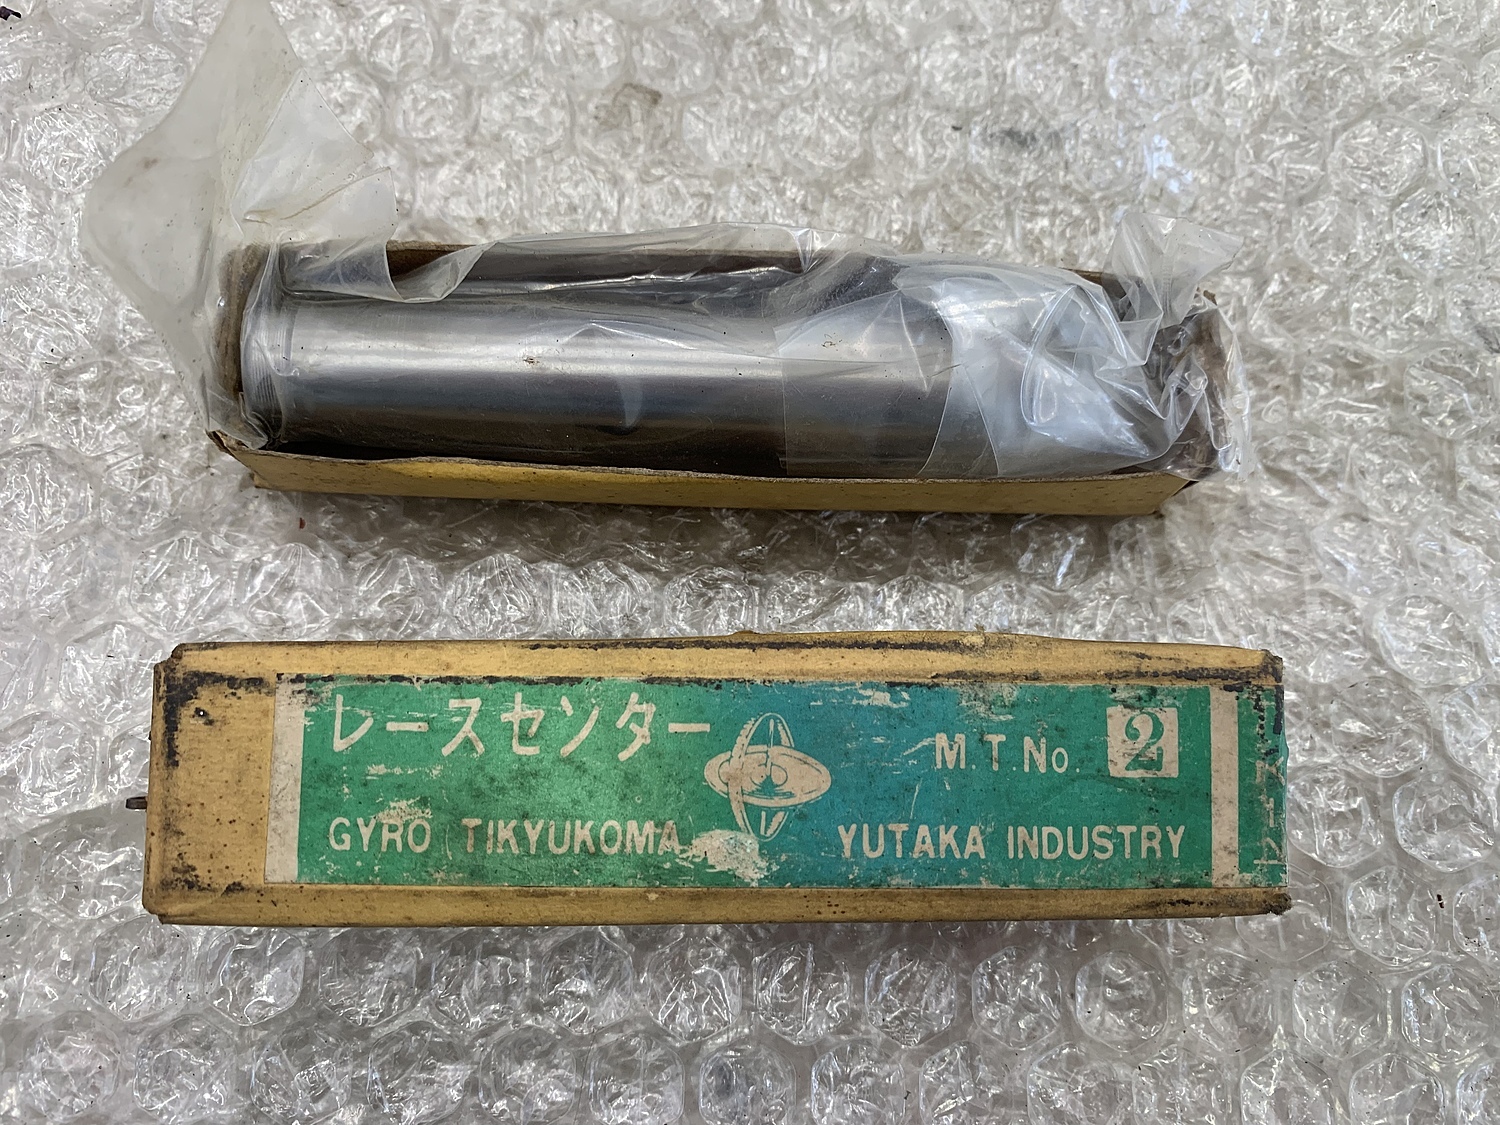 レースセンター
M.T.No. 2
GYRO TIKYUKOMA
YUTAKA INDUSTRY